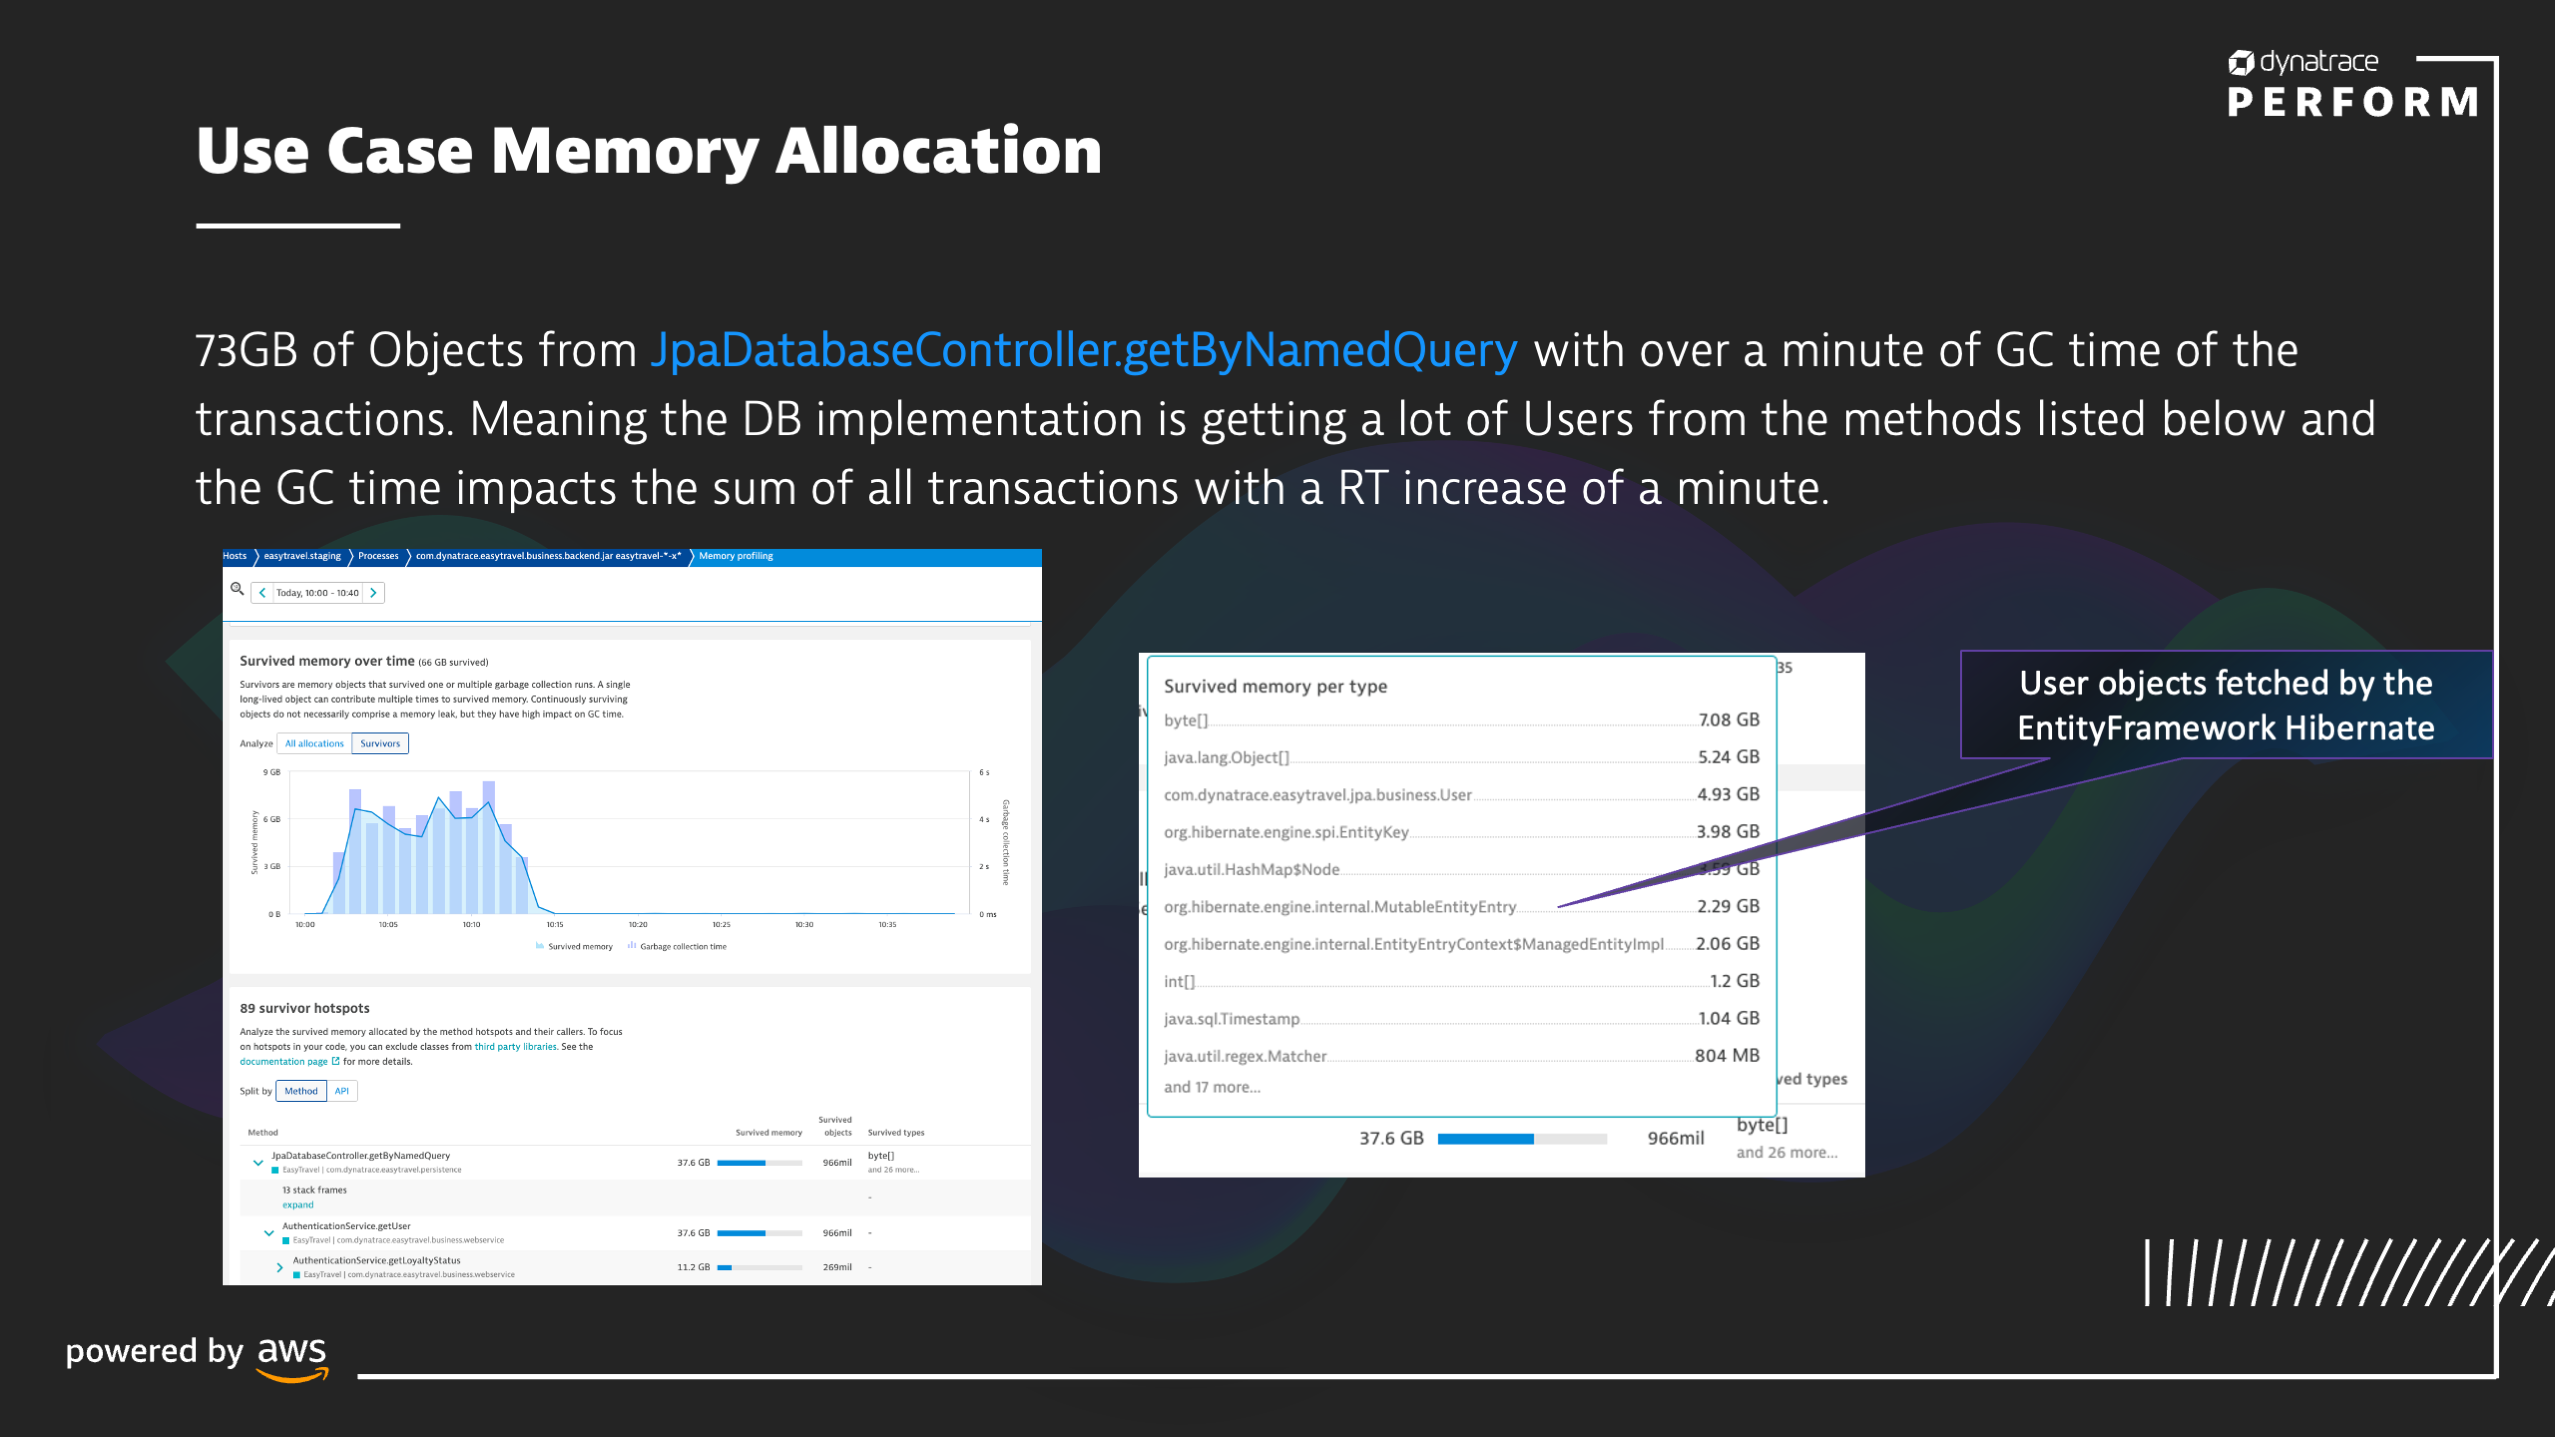 dynatrace
PERFORM
Use Case Memory Allocation
73GB of Objects from JpaDatabaseController.getByNamedQuery with over a minute of GC time of the
transactions. Meaning the DB implementation is getting a lot of Users from the methods listed below and
the GC time impacts the sum of all transactions with a RT increase of a minute.
Hosts easytravel.staging Processes com.dynatrace.easytravel.business.backend.jar easytravel-*-x* Memory profiling
Today, 10:00 - 10:40
Survived memory over time (66 GB survived)
Survivors are memory objects that survived one or multiple garbage collection runs. A single
long-lived object can contribute multiple times to survived memory. Continuously surviving
objects do not necessarily comprise a memory leak, but they have high impact on GC time.
Analyze All allocations Survivors
9 GB 6 s
6 GB 4 s
3 GB 2 s
0 B 0 ms
Survived memory
Garbage collection time
10:00 10:05 10:10 10:15 10:20 10:25 10:30 10:35
Survived memory Garbage collection time
89 survivor hotspots
Analyze the survived memory allocated by the method hotspots and their callers. To focus
on hotspots in your code, you can exclude classes from third party libraries. See the
documentation page for more details.
Split by Method API
Method Survived memory Survived objects Survived types
JpaDatabaseController.getByNamedQuery 37.6 GB 966mil byte[]
EasyTravel | com.dynatrace.easytravel.persistence and 26 more...
13 stack frames -
expand
AuthenticationService.getUser 37.6 GB 966mil -
EasyTravel | com.dynatrace.easytravel.business.webservice
AuthenticationService.getLoyaltyStatus 11.2 GB 269mil -
EasyTravel | com.dynatrace.easytravel.business.webservice
35
Survived memory per type
byte[] 7.08 GB
java.lang.Object[] 5.24 GB
com.dynatrace.easytravel.jpa.business.User 4.93 GB
org.hibernate.engine.spi.EntityKey 3.98 GB
java.util.HashMap$Node 3.59 GB
org.hibernate.engine.internal.MutableEntityEntry 2.29 GB
org.hibernate.engine.internal.EntityEntryContext$ManagedEntityImpl 2.06 GB
int[] 1.2 GB
java.sql.Timestamp 1.04 GB
java.util.regex.Matcher 804 MB
and 17 more...
ved types
37.6 GB 966mil byte[]
and 26 more...
User objects fetched by the
EntityFramework Hibernate
powered by aws